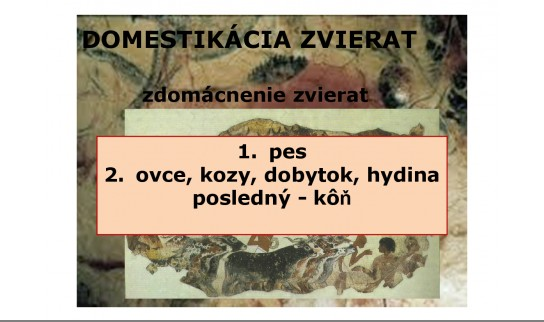 DOMESTIKÁCIA ZVIERAT
zdomácnenie zvierat
1. pes
2. ovce, kozy, dobytok, hydina
posledný - kôň